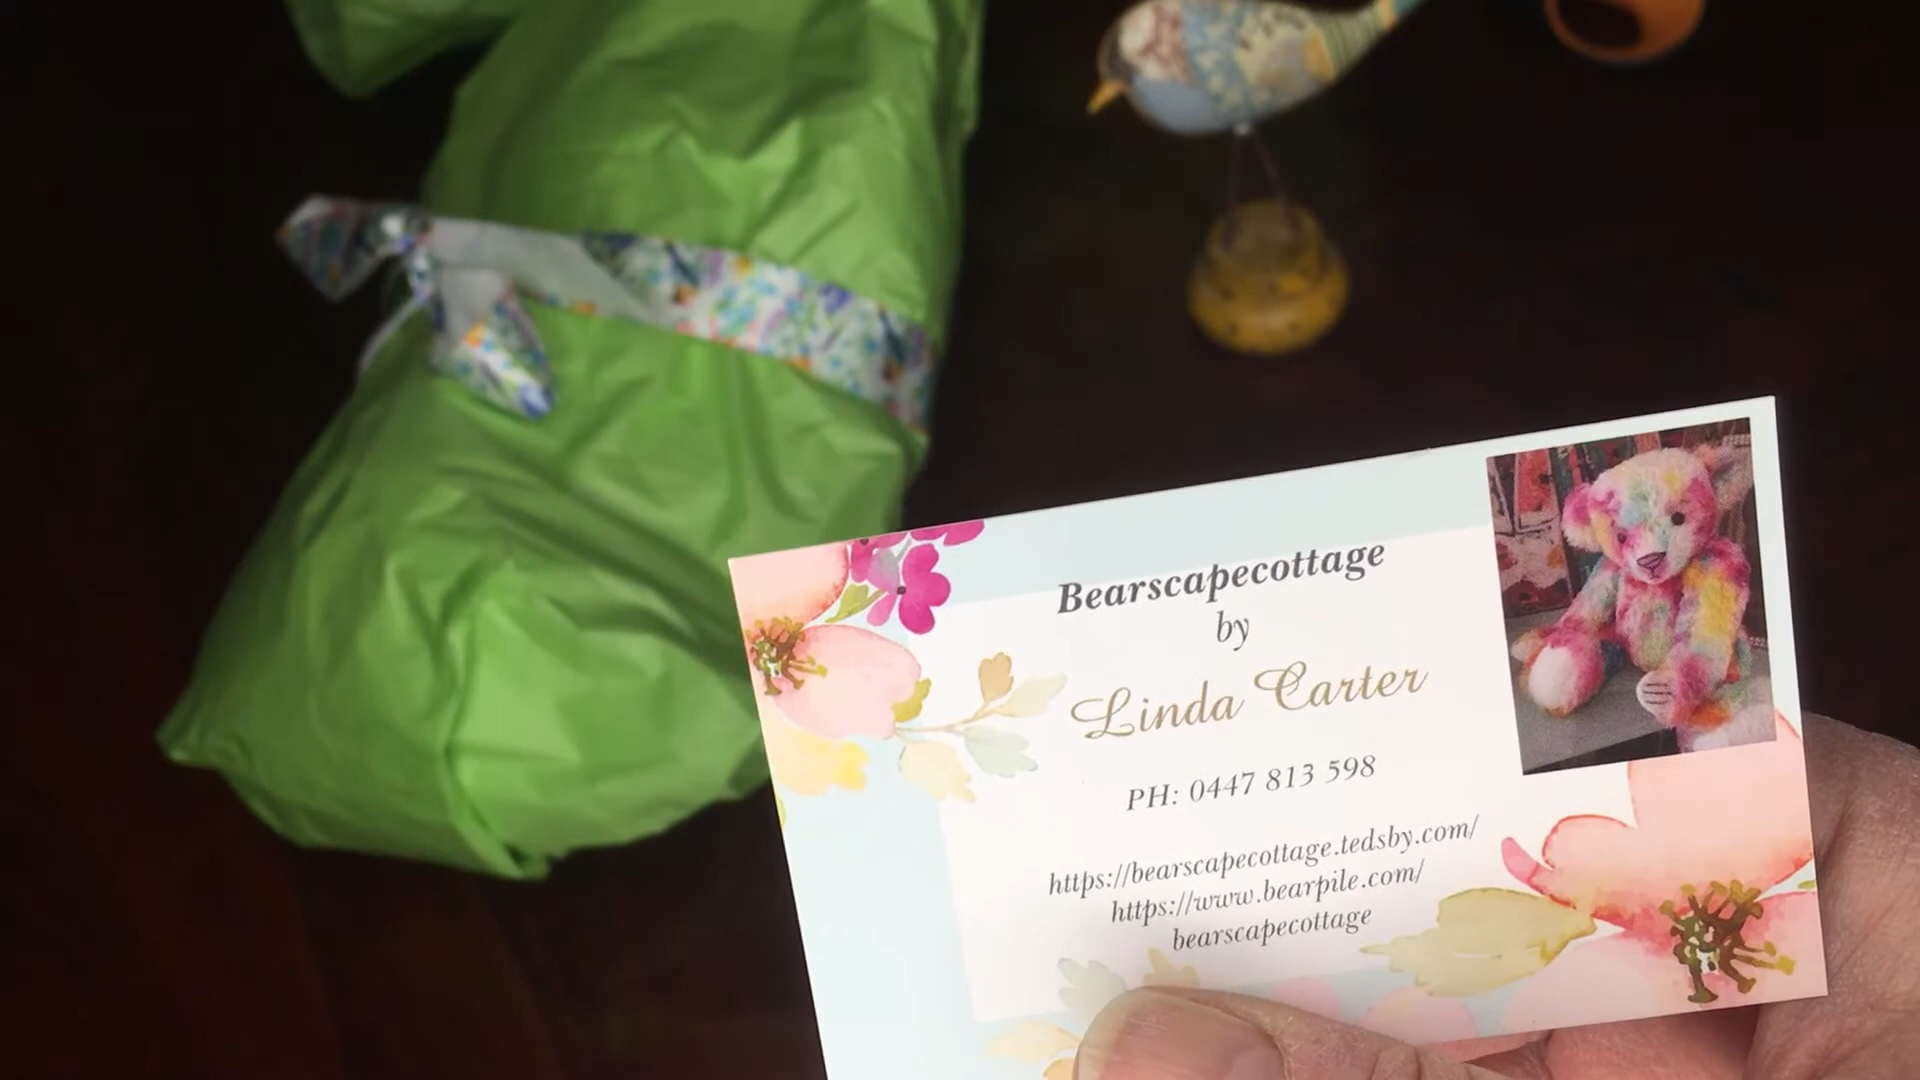 Bearscapecottage
by
Linda Carter
PH: 0447 813 598
https://bearscapecottage.tedsby.com/
https://www.bearpile.com/
bearscapecottage